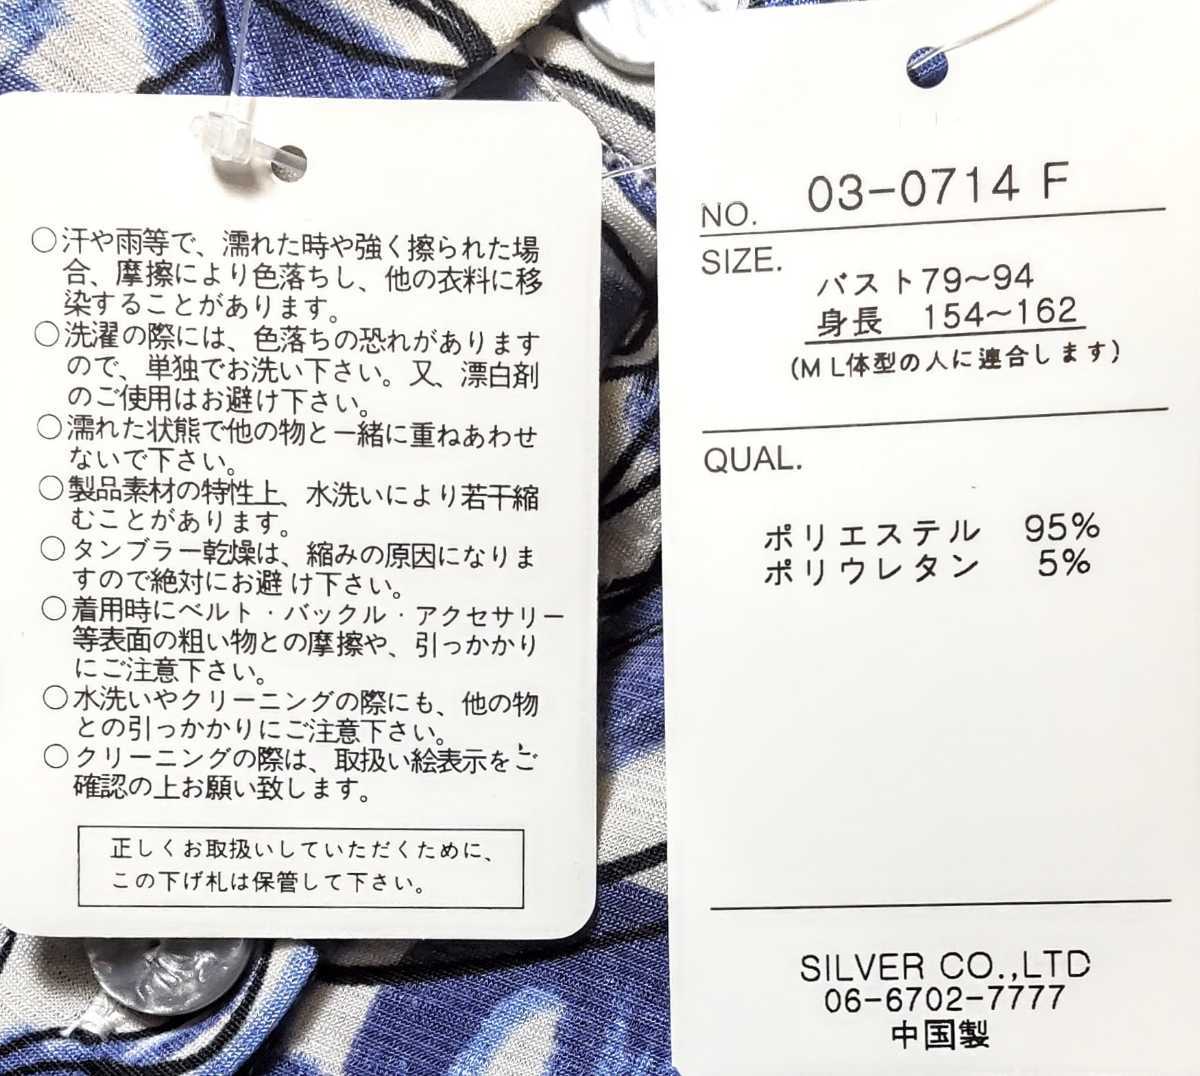 ○汗や雨等で、濡れた時や強く擦られた場
合、摩擦により色落ちし、他の衣料に移
染することがあります。
○洗濯の際には、色落ちの恐れがあります
ので、単独でお洗い下さい。又、漂白剤
のご使用はお避け下さい。
○濡れた状態で他の物と一緒に重ねあわせ
ないで下さい。
○製品素材の特性上、水洗いにより若干縮
むことがあります。
○タンブラー乾燥は、縮みの原因になりま
すので絶対にお避け下さい。
○着用時にベルト・バックル・アクセサリー
等表面の粗い物との摩擦や、引っかかり
にご注意下さい。
○水洗いやクリーニングの際にも、他の物
との引っかかりにご注意下さい。
○クリーニングの際は、取扱い絵表示をご
確認の上お願い致します。
正しくお取扱いしていただくために、
この下げ札は保管して下さい。
NO. 03-0714 F
SIZE.
バスト79～94
身長 154～162
(ML体型の人に連合します)
QUAL.
ポリエステル 95%
ポリウレタン 5%
SILVER CO.,LTD
06-6702-7777
中国製